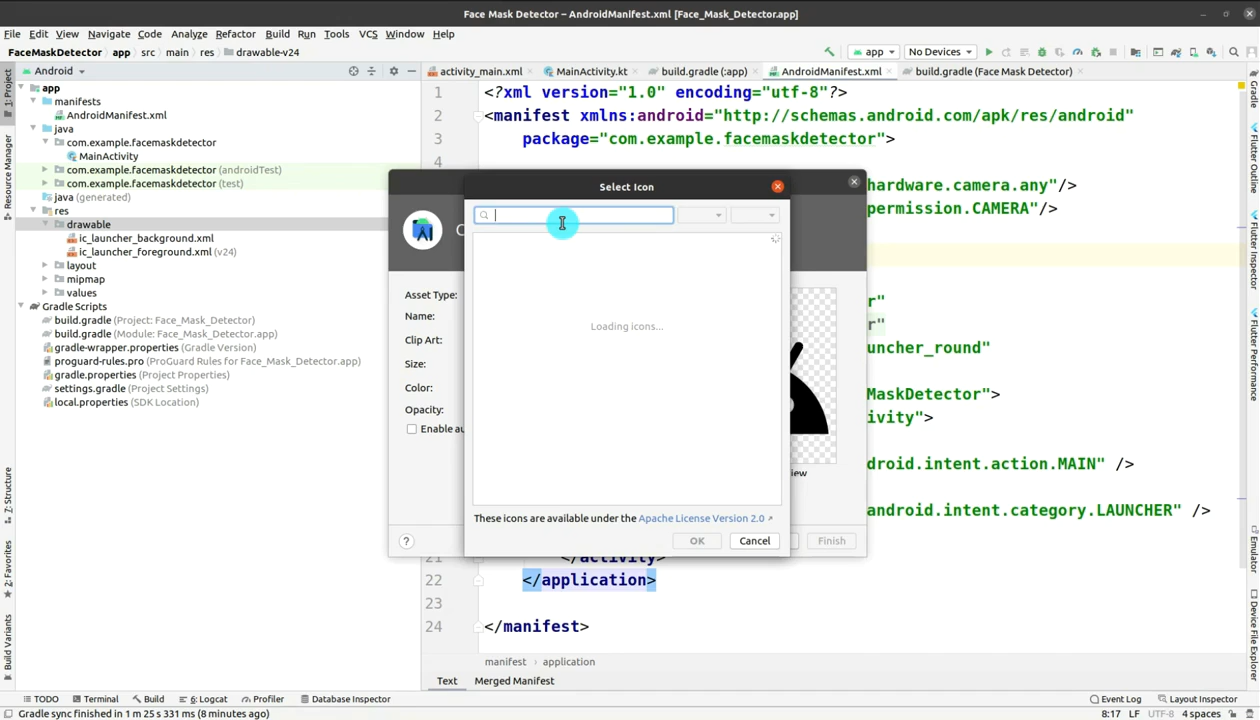 Face Mask Detector – AndroidManifest.xml [Face_Mask_Detector.app]
File Edit View Navigate Code Analyze Refactor Build Run Tools VCS Window Help
FaceMaskDetector › app › src › main › res › drawable-v24
app
No Devices
Android
activity_main.xml
MainActivity.kt
build.gradle (:app)
AndroidManifest.xml
build.gradle (Face Mask Detector)
1: Project
Resource Manager
7: Structure
2: Favorites
Build Variants
app
manifests
AndroidManifest.xml
java
com.example.facemaskdetector
MainActivity
com.example.facemaskdetector (androidTest)
com.example.facemaskdetector (test)
java (generated)
res
drawable
ic_launcher_background.xml
ic_launcher_foreground.xml (v24)
layout
mipmap
values
Gradle Scripts
build.gradle (Project: Face_Mask_Detector)
build.gradle (Module: Face_Mask_Detector.app)
gradle-wrapper.properties (Gradle Version)
proguard-rules.pro (ProGuard Rules for Face_Mask_Detector.app)
gradle.properties (Project Properties)
settings.gradle (Project Settings)
local.properties (SDK Location)
1 <?xml version="1.0" encoding="utf-8"?>
2 <manifest xmlns:android="http://schemas.android.com/apk/res/android"
3 package="com.example.facemaskdetector">
4
hardware.camera.any"/>
permission.CAMERA"/>
r"
r"
uncher_round"
MaskDetector">
ivity">
droid.intent.action.MAIN" />
droid.intent.category.LAUNCHER" />
21 </activity>
22 </application>
23
24 </manifest>
Select Icon
Loading icons...
These icons are available under the Apache License Version 2.0
OK
Cancel
Asset Type:
Name:
Clip Art:
Size:
Color:
Opacity:
Enable au
iew
?
Finish
manifest › application
Text Merged Manifest
Gradle
Flutter Outline
Flutter Inspector
Flutter Performance
Emulator
Device File Explorer
TODO
Terminal
Build
6: Logcat
Profiler
Database Inspector
Event Log
Layout Inspector
Gradle sync finished in 1 m 25 s 331 ms (8 minutes ago)
8:17 LF UTF-8 4 spaces